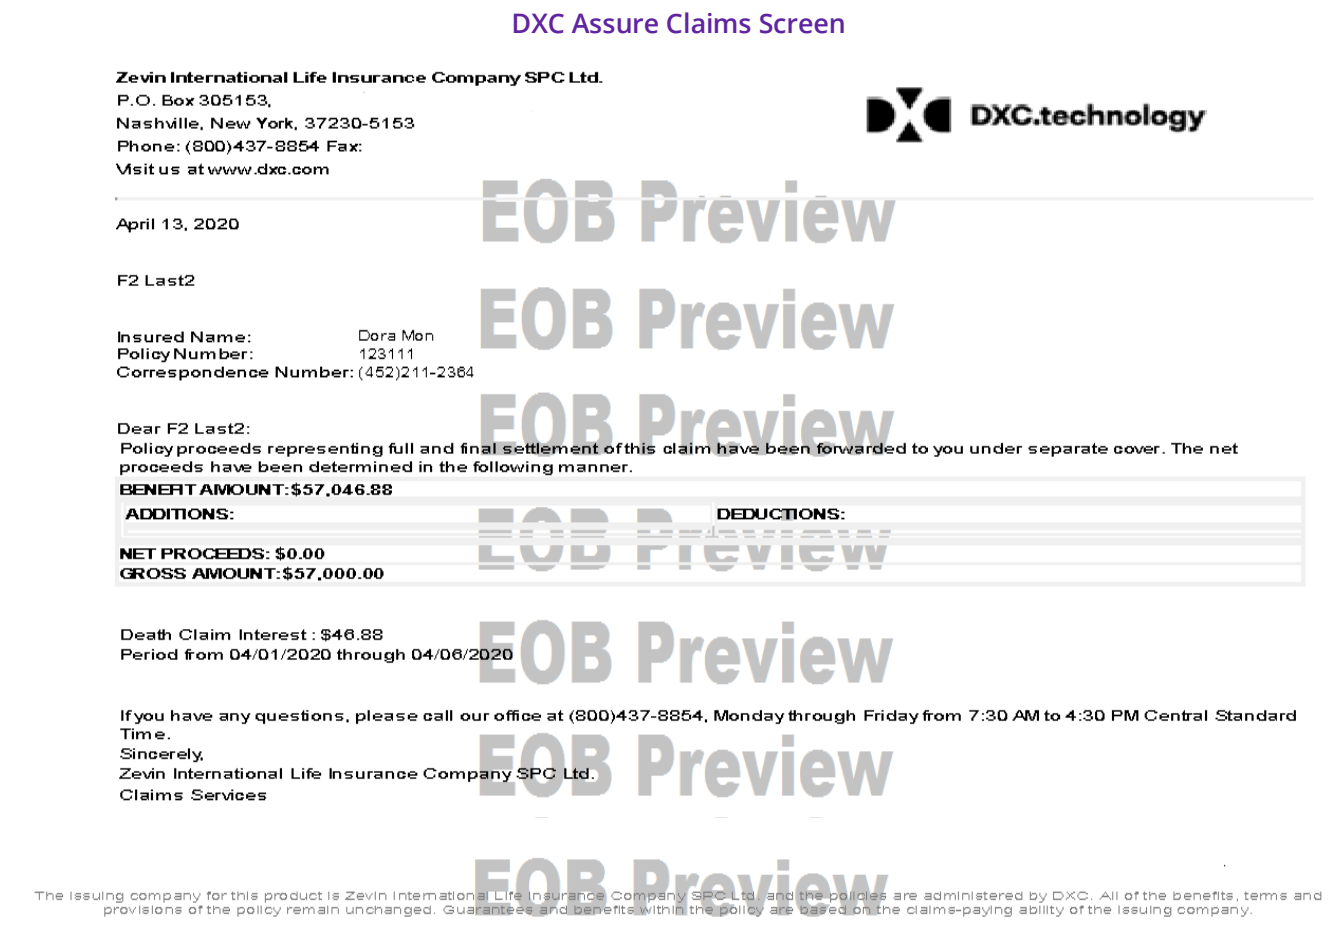 DXC Assure Claims Screen
Zevin International Life Insurance Company SPC Ltd.
P.O. Box 305153,
Nashville, New York, 37230-5153
Phone: (800)437-8854 Fax:
Visit us at www.dxc.com
DXC.technology
EOB Preview
April 13, 2020
F2 Last2
EOB Preview
Insured Name: Dora Mon
Policy Number: 123111
Correspondence Number: (452)211-2364
EOB Preview
Dear F2 Last2:
Policy proceeds representing full and final settlement of this claim have been forwarded to you under separate cover. The net
proceeds have been determined in the following manner.
BENEFIT AMOUNT:$57,046.88
ADDITIONS: DEDUCTIONS:
EOB Preview
NET PROCEEDS: $0.00
GROSS AMOUNT:$57,000.00
Death Claim Interest : $46.88
Period from 04/01/2020 through 04/06/2020
EOB Preview
If you have any questions, please call our office at (800)437-8854, Monday through Friday from 7:30 AM to 4:30 PM Central Standard
Time.
Sincerely,
Zevin International Life Insurance Company SPC Ltd.
Claims Services
EOB Preview
EOB Preview
The issuing company for this product is Zevin International Life Insurance Company SPC Ltd. and the policies are administered by DXC. All of the benefits, terms and
provisions of the policy remain unchanged. Guarantees and benefits within the policy are based on the claims-paying ability of the issuing company.